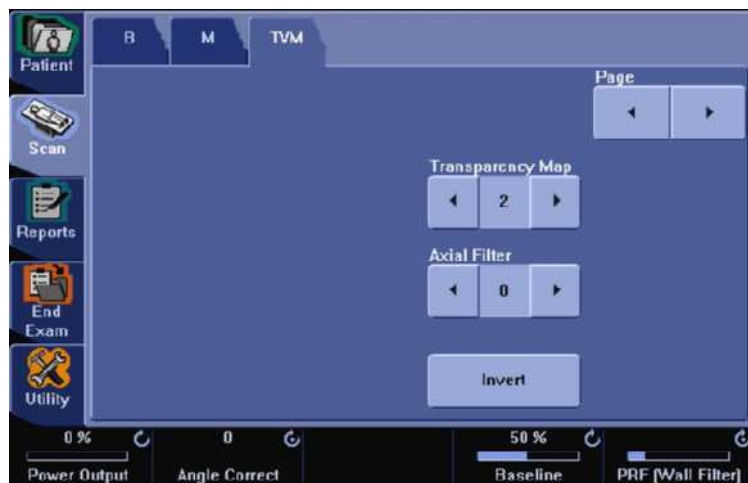 Patient
B
M
TVM
Page
Scan
Transparency Map
2
Reports
Axial Filter
0
End
Exam
Invert
Utility
0 %
0
50 %
Power Output
Angle Correct
Baseline
PRF (Wall Filter)